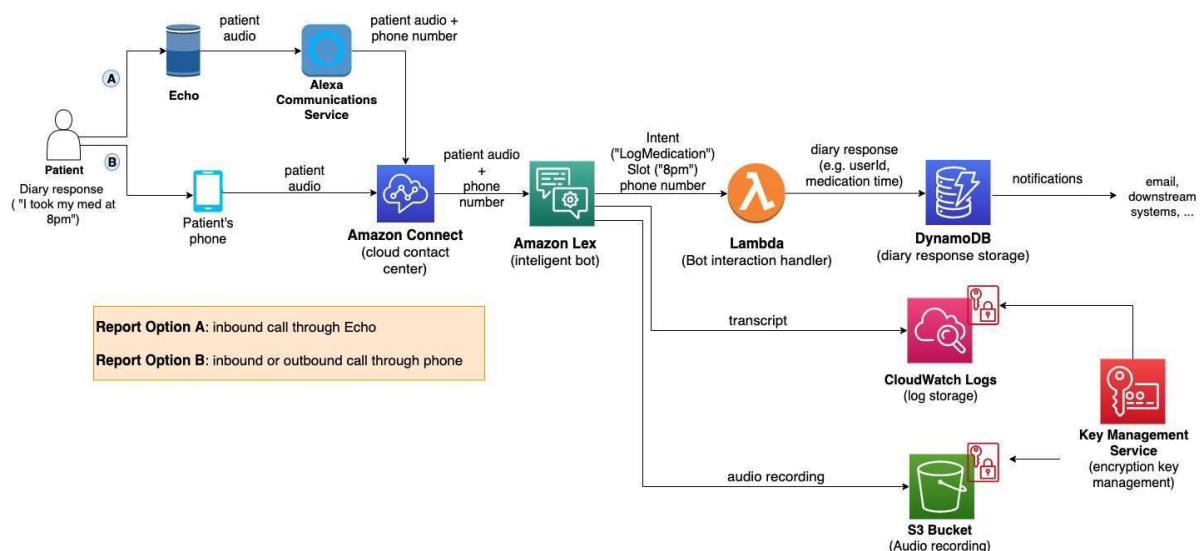 patient
audio
patient audio +
phone number
A
Echo
Alexa
Communications
Service
B
Patient
Diary response
( "I took my med at
8pm")
Patient's
phone
patient
audio
Amazon Connect
(cloud contact
center)
patient audio
+
phone
number
Amazon Lex
(inteligent bot)
Intent
("LogMedication")
Slot ("8pm")
phone number
Lambda
(Bot interaction handler)
diary response
(e.g. userId,
medication time)
DynamoDB
(diary response storage)
notifications
email,
downstream
systems, ...
Report Option A: inbound call through Echo
Report Option B: inbound or outbound call through phone
transcript
CloudWatch Logs
(log storage)
Key Management
Service
(encryption key
management)
audio recording
S3 Bucket
(Audio recording)